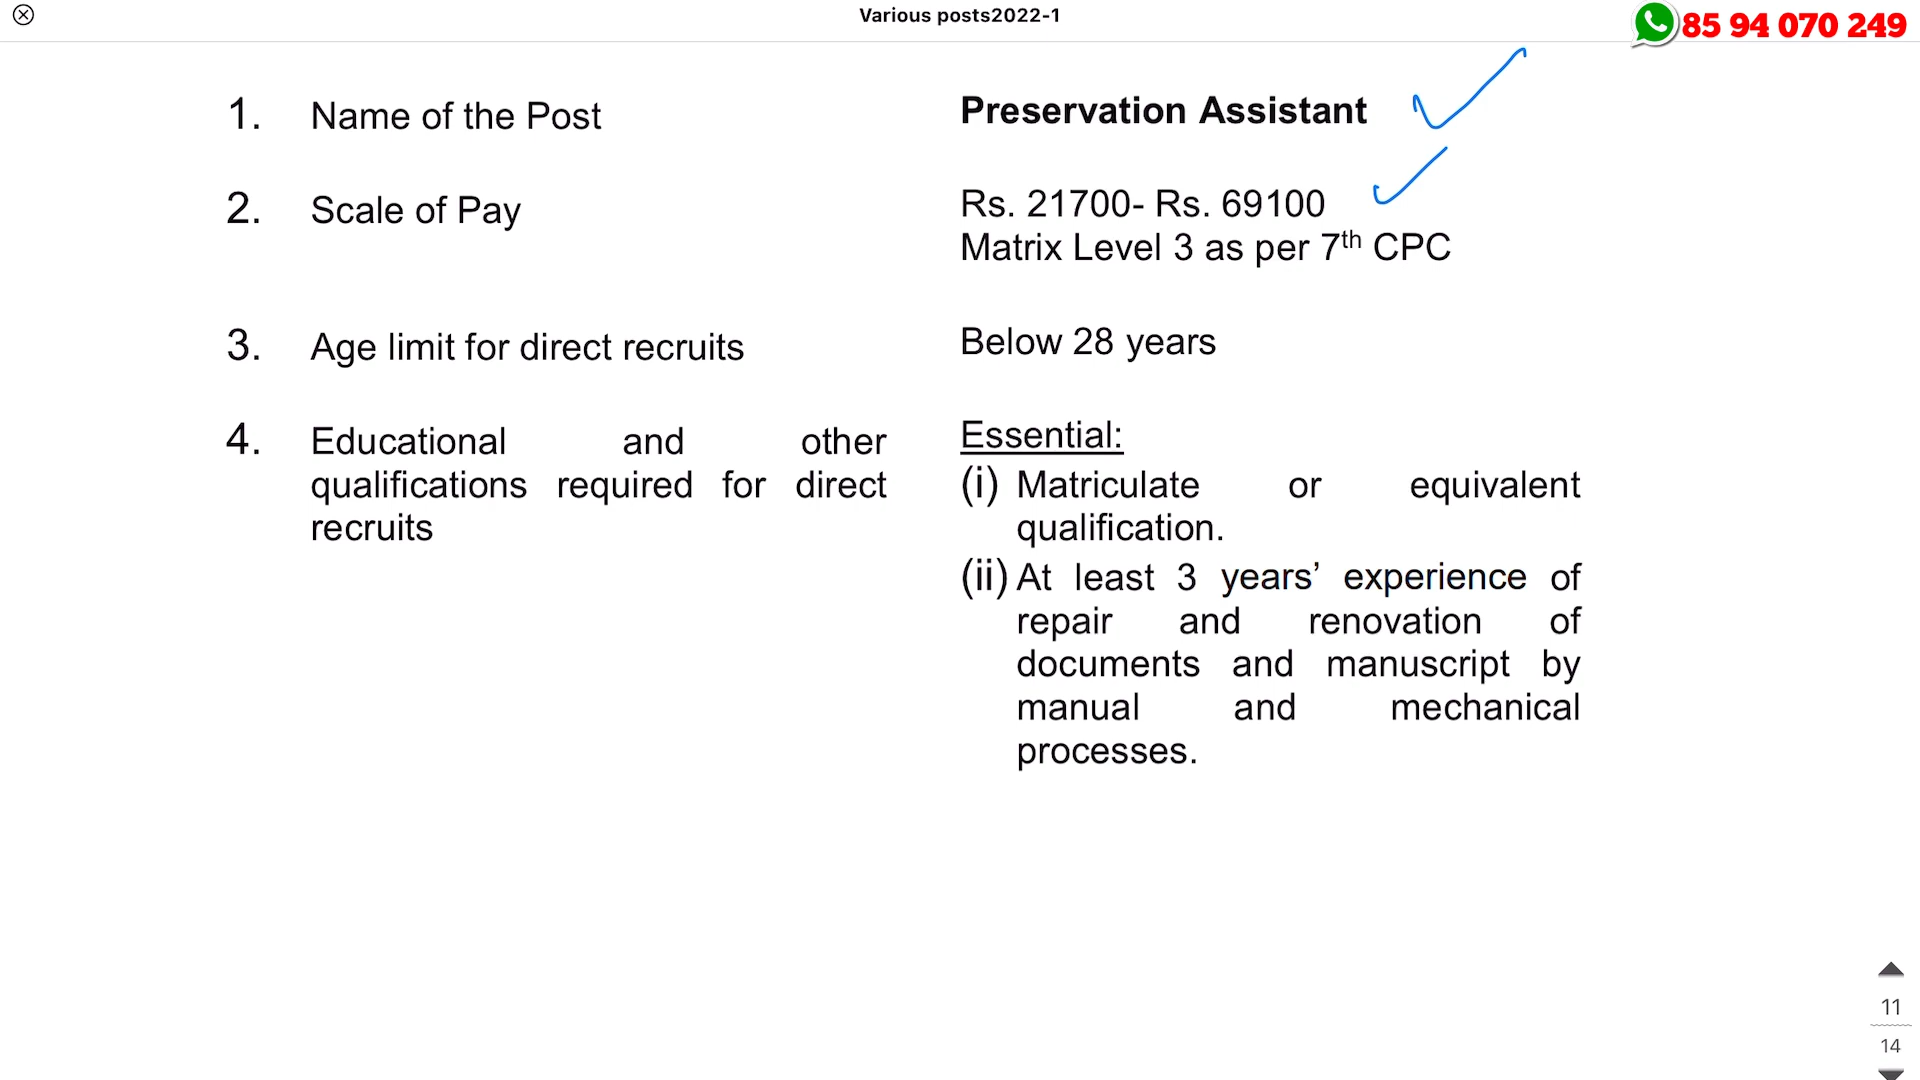 Various posts2022-1
85 94 070 249
1. Name of the Post Preservation Assistant
2. Scale of Pay Rs. 21700- Rs. 69100
Matrix Level 3 as per 7th CPC
3. Age limit for direct recruits Below 28 years
4. Educational and other qualifications required for direct recruits
Essential:
(i) Matriculate or equivalent
qualification.
(ii) At least 3 years’ experience of
repair and renovation of
documents and manuscript by
manual and mechanical
processes.
11
14